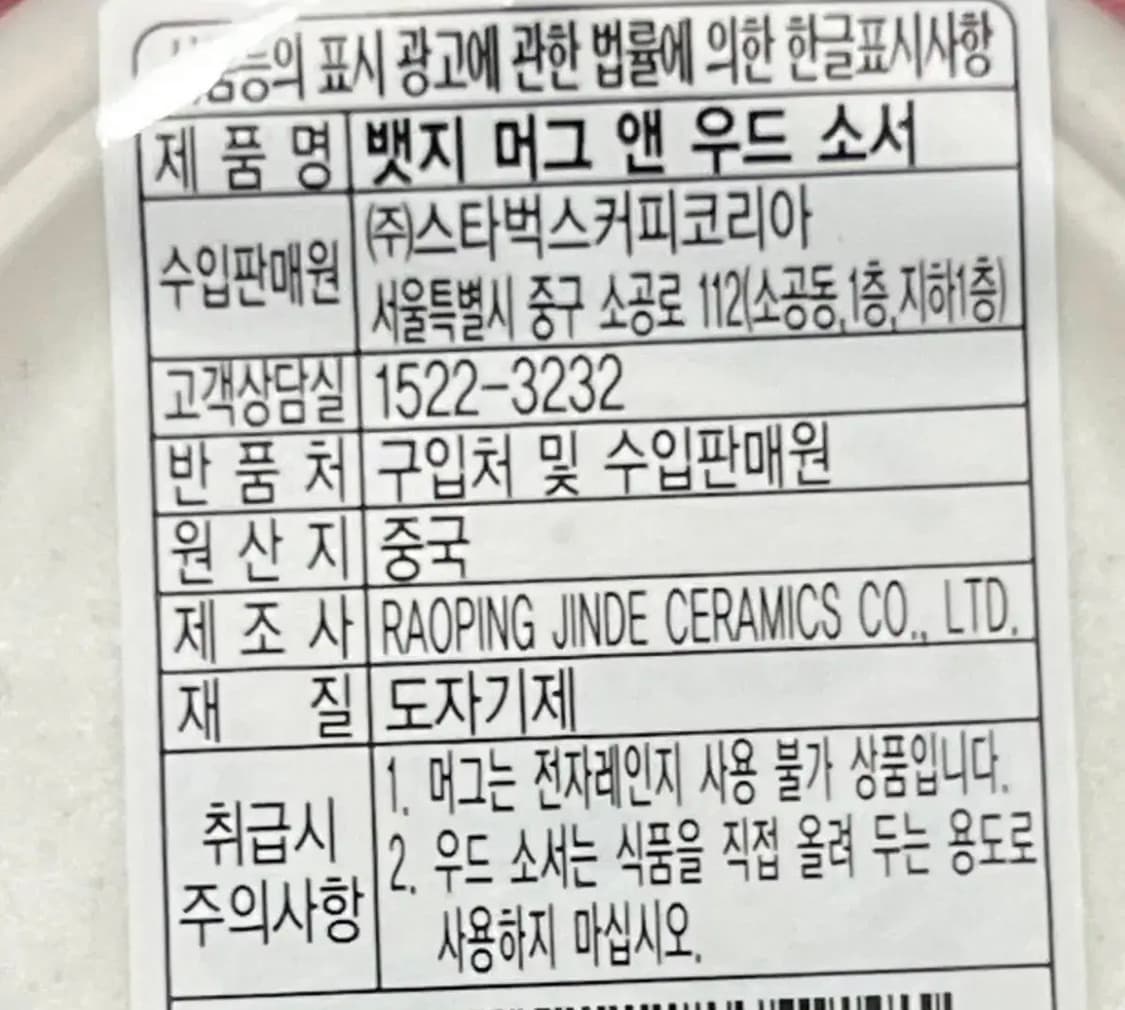 표시 광고에 관한 법률에 의한 한글표시사항
제 품 명 뱃지 머그 앤 우드 소서
수입판매원 ㈜스타벅스커피코리아
서울특별시 중구 소공로 112(소공동,1층,지하1층)
고객상담실 1522-3232
반 품 처 구입처 및 수입판매원
원 산 지 중국
제 조 사 RAOPING JINDE CERAMICS CO., LTD.
재 질 도자기제
취급시 주의사항
1. 머그는 전자레인지 사용 불가 상품입니다.
2. 우드 소서는 식품을 직접 올려 두는 용도로
사용하지 마십시오.